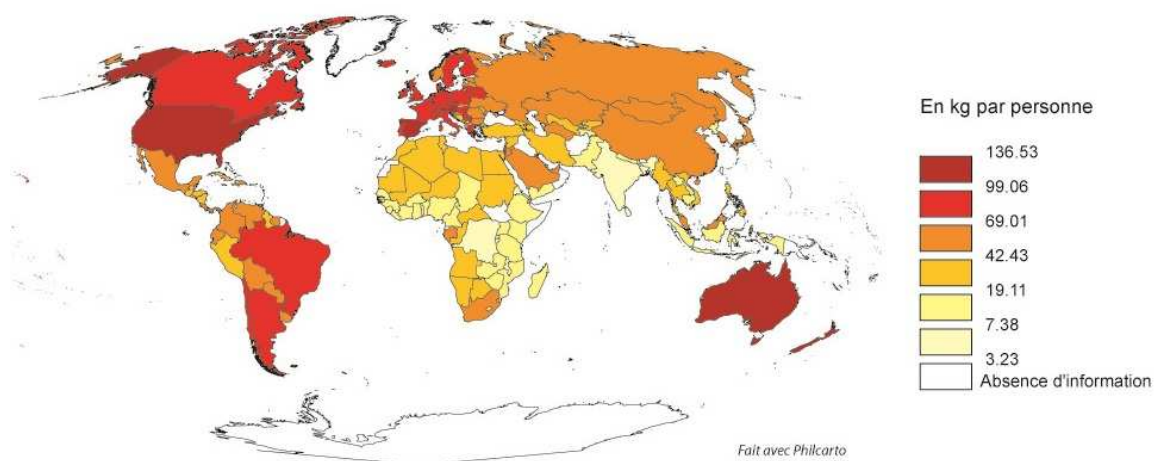 En kg par personne
136.53
99.06
69.01
42.43
19.11
7.38
3.23
Absence d'information
Fait avec Philcarto